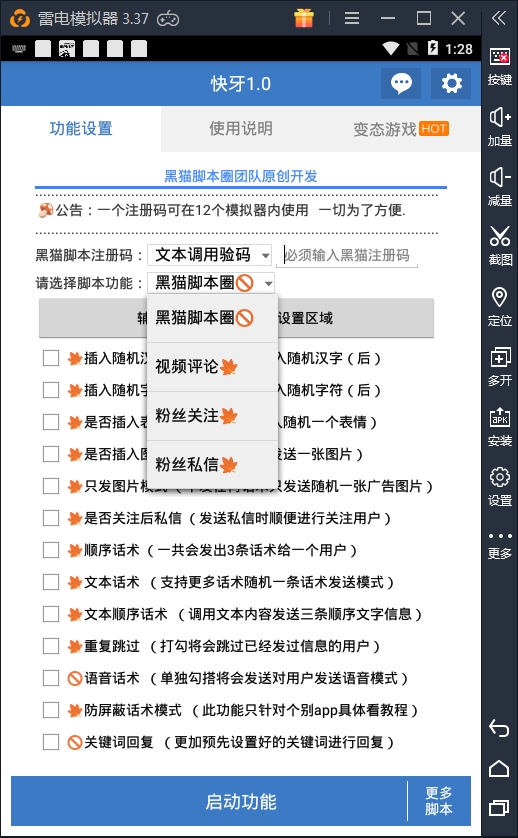 雷电模拟器 3.37
1:28
快牙1.0
功能设置 使用说明 变态游戏 HOT
黑猫脚本圈团队原创开发
公告：一个注册码可在12个模拟器内使用 一切为了方便.
黑猫脚本注册码： 文本调用验码 必须输入黑猫注册码
请选择脚本功能： 黑猫脚本圈
黑猫脚本圈
视频评论
粉丝关注
粉丝私信
辅 设置区域
插入随机汉 入随机汉字（后）
插入随机字 入随机字符（后）
是否插入表 入随机一个表情）
是否插入图 发送一张图片）
只发图片模式 只发送随机一张广告图片）
是否关注后私信（发送私信时顺便进行关注用户）
顺序话术（一共会发出3条话术给一个用户）
文本话术 （支持更多话术随机一条话术发送模式）
文本顺序话术 （调用文本内容发送三条顺序文字信息）
重复跳过 （打勾将会跳过已经发过信息的用户）
语音话术 （单独勾搭将会发送对用户发送语音模式）
防屏蔽话术模式 （此功能只针对个别app具体看教程）
关键词回复 （更加预先设置好的关键词进行回复）
启动功能
更多
脚本
按键
加量
减量
截图
定位
多开
APK
安装
设置
更多